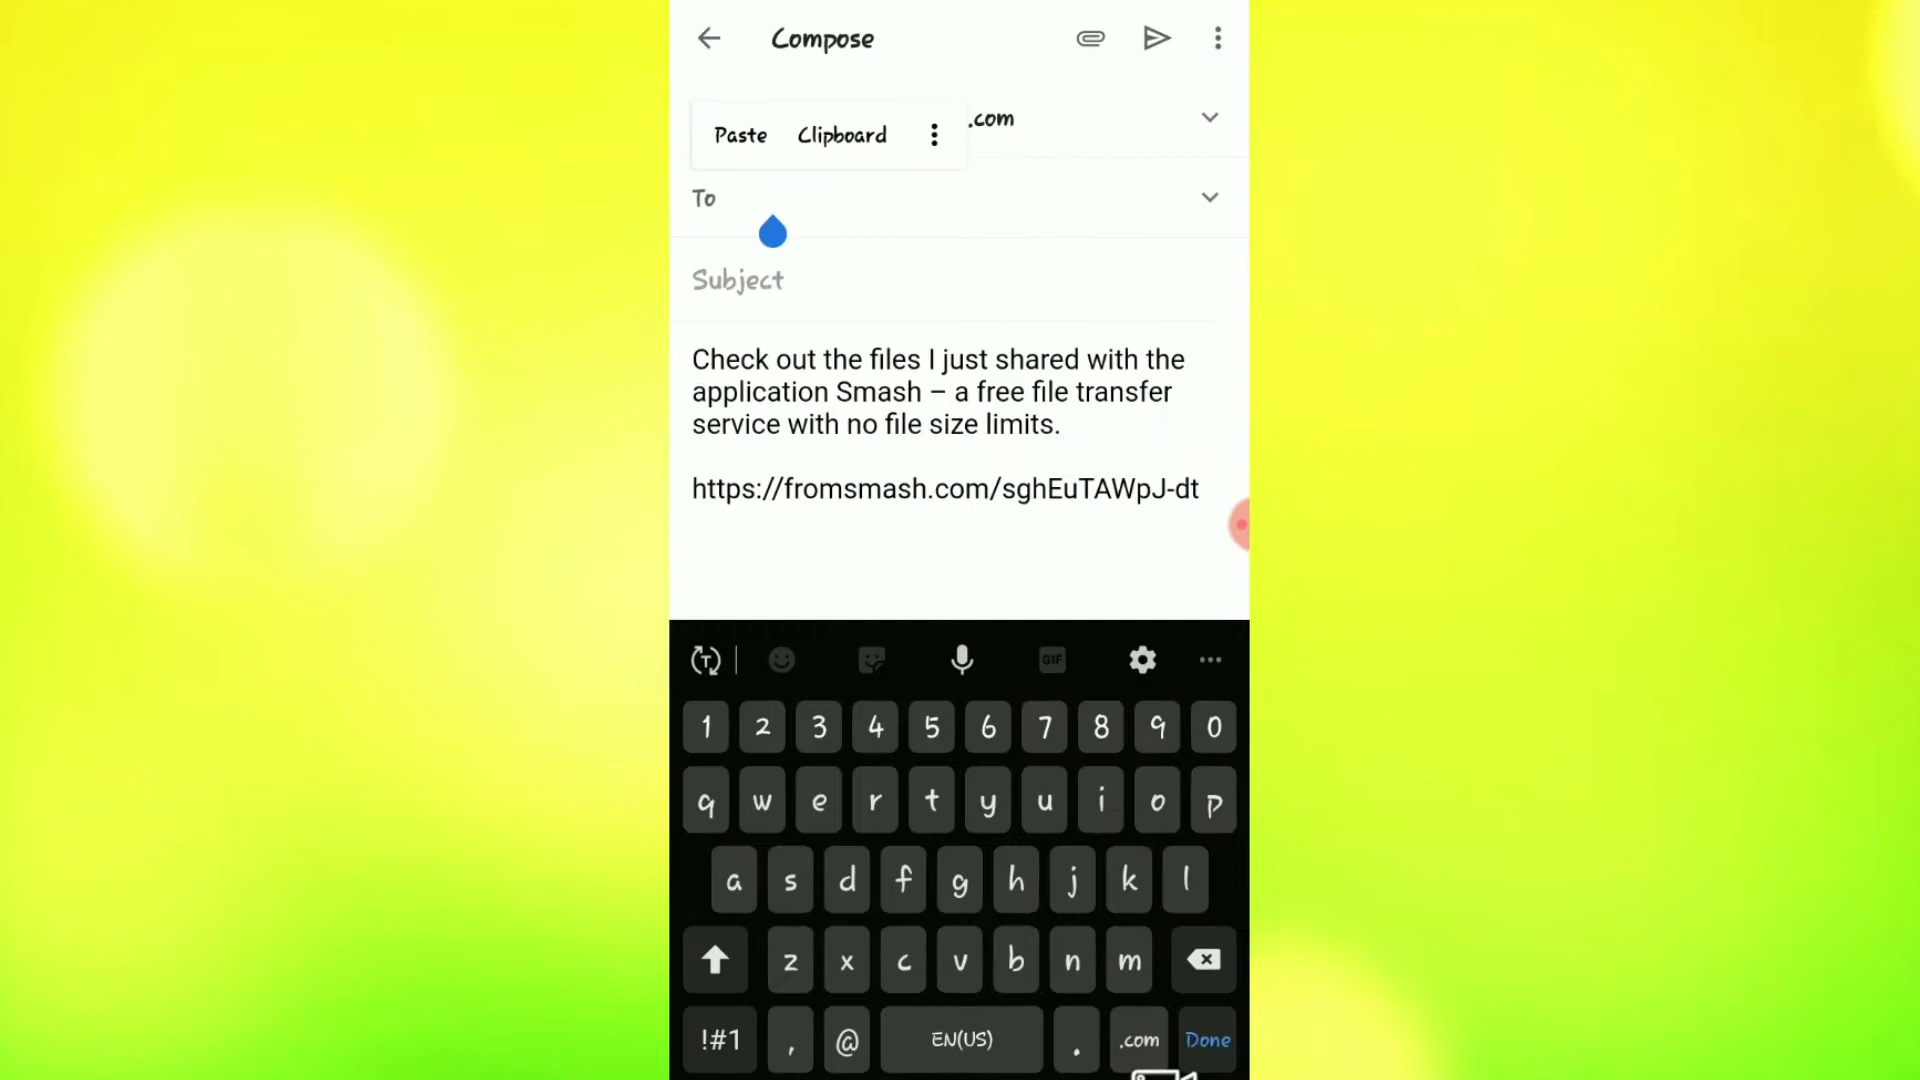 Compose
Paste Clipboard .com
To
Subject
Check out the files I just shared with the
application Smash – a free file transfer
service with no file size limits.
https://fromsmash.com/sghEuTAWpJ-dt
T GIF
1 2 3 4 5 6 7 8 9 0
q w e r t y u i o p
a s d f g h j k l
z x c v b n m
!#1 , @ EN(US) . .com Done